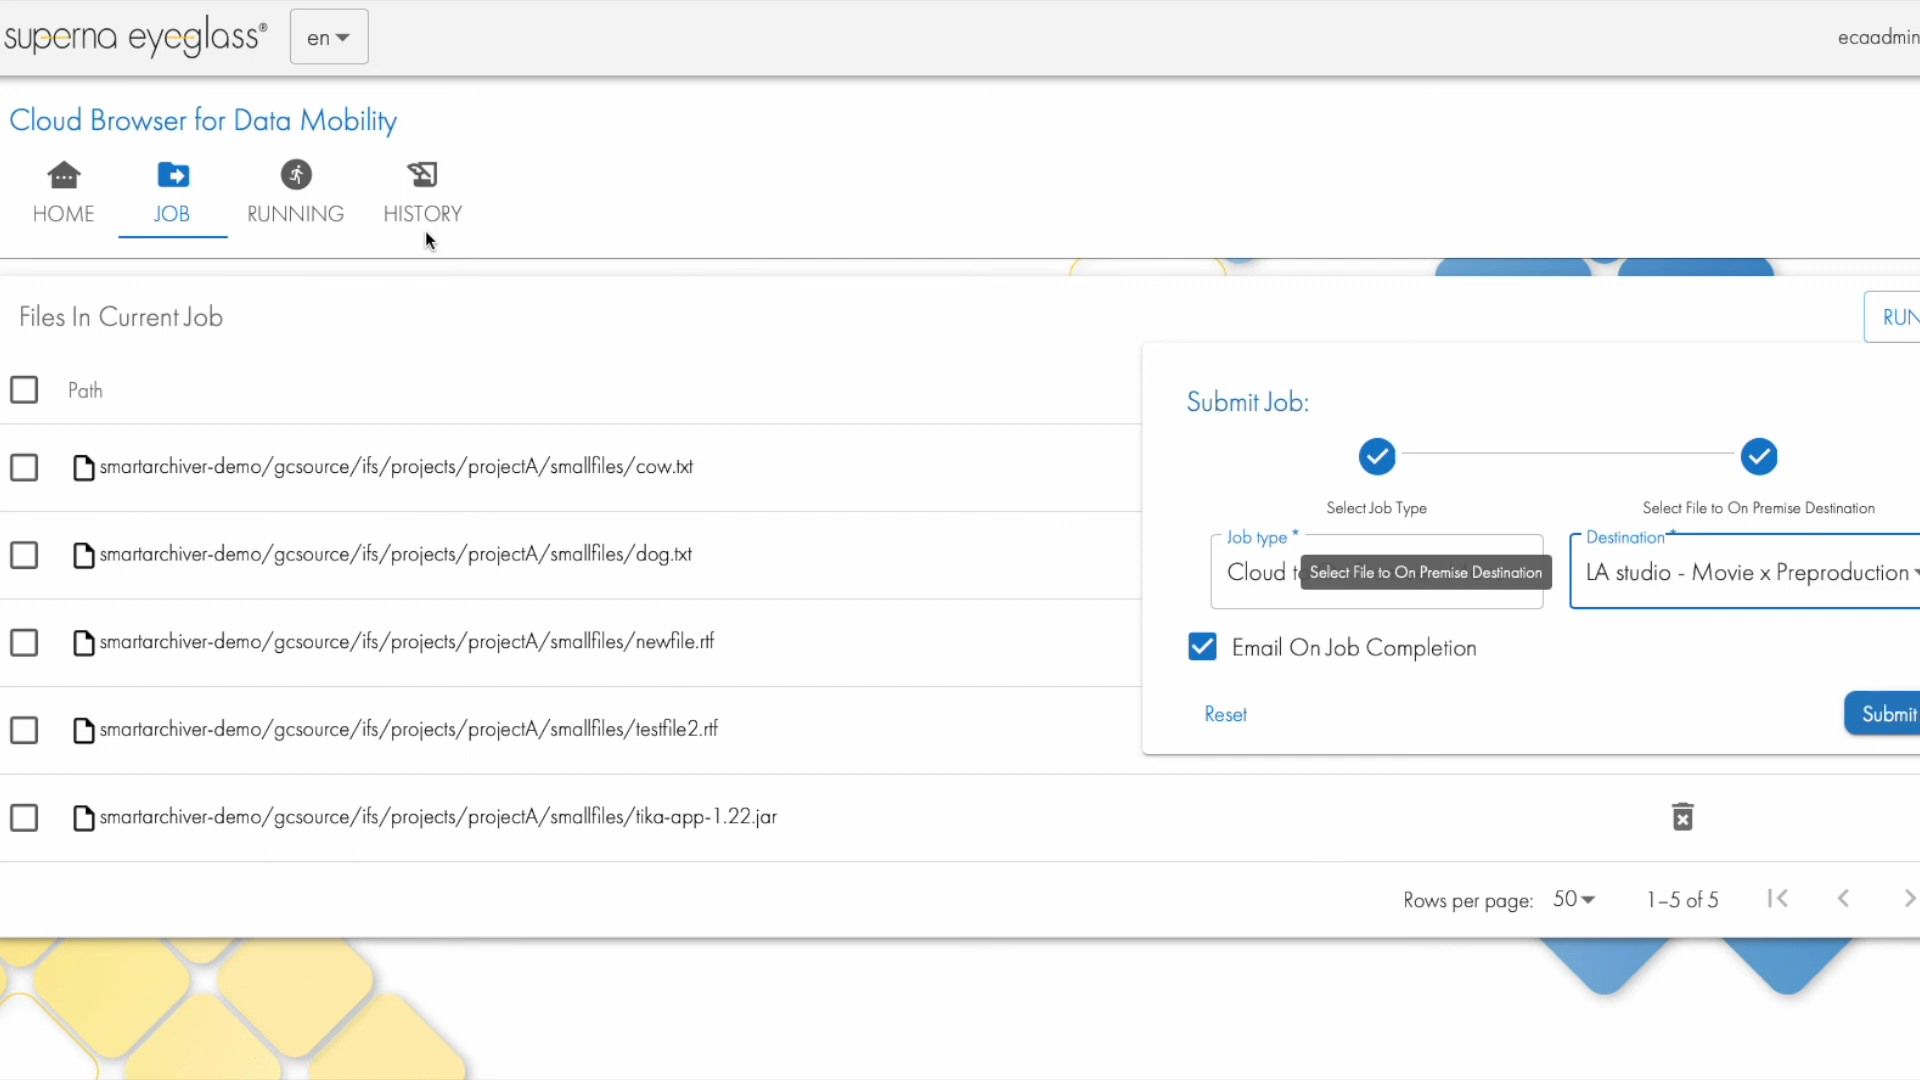 superna eyeglass®
en
ecaadmin
Cloud Browser for Data Mobility
HOME
JOB
RUNNING
HISTORY
Files In Current Job
RUN
Path
smartarchiver-demo/gcsource/ifs/projects/projectA/smallfiles/cow.txt
smartarchiver-demo/gcsource/ifs/projects/projectA/smallfiles/dog.txt
smartarchiver-demo/gcsource/ifs/projects/projectA/smallfiles/newfile.rtf
smartarchiver-demo/gcsource/ifs/projects/projectA/smallfiles/testfile2.rtf
smartarchiver-demo/gcsource/ifs/projects/projectA/smallfiles/tika-app-1.22.jar
Submit Job:
Select Job Type
Select File to On Premise Destination
Job type *
Cloud
Select File to On Premise Destination
Destination *
LA studio - Movie x Preproduction
Email On Job Completion
Reset
Submit
Rows per page: 50
1-5 of 5